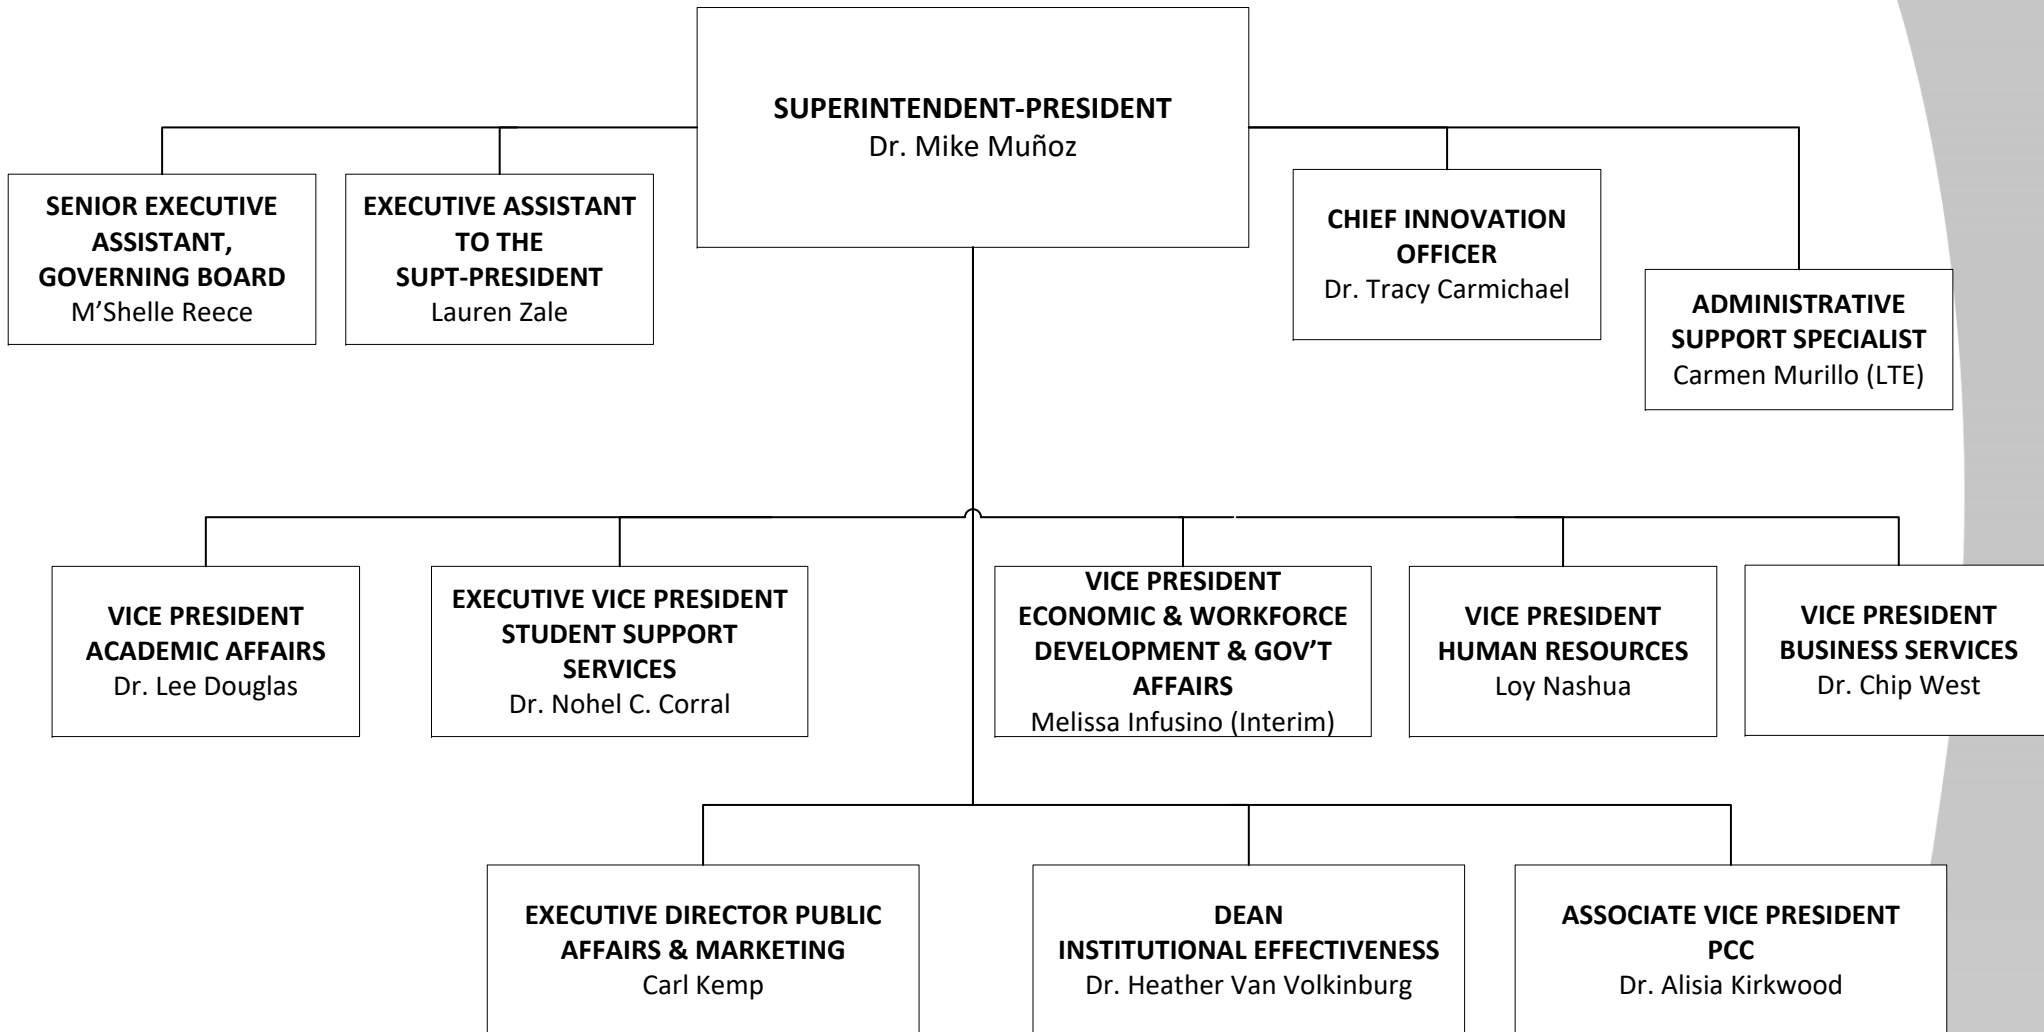 SUPERINTENDENT-PRESIDENT
Dr. Mike Muñoz
SENIOR EXECUTIVE
ASSISTANT,
GOVERNING BOARD
M’Shelle Reece
EXECUTIVE ASSISTANT
TO THE
SUPT-PRESIDENT
Lauren Zale
CHIEF INNOVATION
OFFICER
Dr. Tracy Carmichael
ADMINISTRATIVE
SUPPORT SPECIALIST
Carmen Murillo (LTE)
VICE PRESIDENT
ACADEMIC AFFAIRS
Dr. Lee Douglas
EXECUTIVE VICE PRESIDENT
STUDENT SUPPORT
SERVICES
Dr. Nohel C. Corral
VICE PRESIDENT
ECONOMIC & WORKFORCE
DEVELOPMENT & GOV’T
AFFAIRS
Melissa Infusino (Interim)
VICE PRESIDENT
HUMAN RESOURCES
Loy Nashua
VICE PRESIDENT
BUSINESS SERVICES
Dr. Chip West
EXECUTIVE DIRECTOR PUBLIC
AFFAIRS & MARKETING
Carl Kemp
DEAN
INSTITUTIONAL EFFECTIVENESS
Dr. Heather Van Volkinburg
ASSOCIATE VICE PRESIDENT
PCC
Dr. Alisia Kirkwood